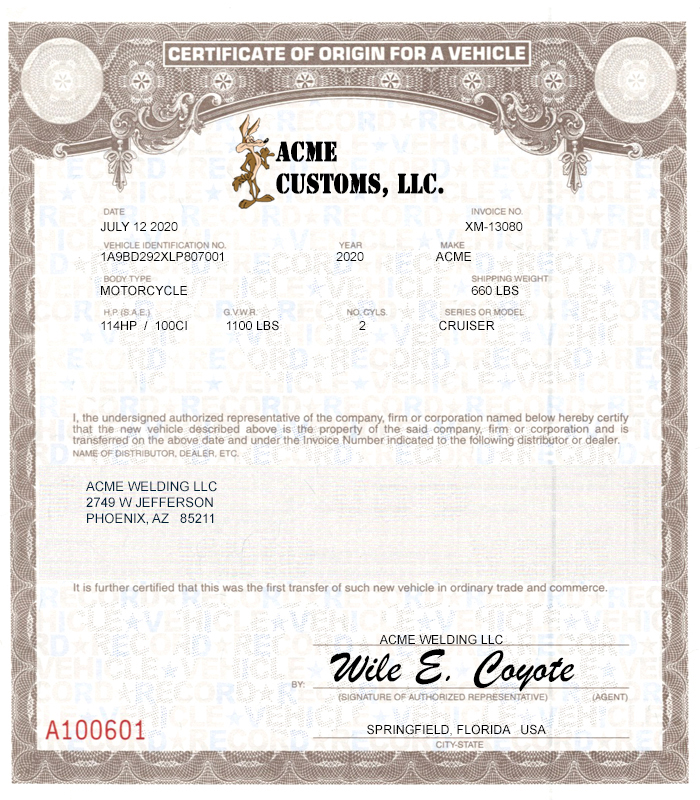 CERTIFICATE OF ORIGIN FOR A VEHICLE
ACME
CUSTOMS, LLC.
DATE INVOICE NO.
JULY 12 2020 XM-13080
VEHICLE IDENTIFICATION NO. YEAR MAKE
1A9BD292XLP807001 2020 ACME
BODY TYPE SHIPPING WEIGHT
MOTORCYCLE 660 LBS
H.P. (S.A.E.) G.V.W.R. NO. CYLS. SERIES OR MODEL
114HP / 100CI 1100 LBS 2 CRUISER
I, the undersigned authorized representative of the company, firm or corporation named below hereby certify
that the new vehicle described above is the property of the said company, firm or corporation and is
transferred on the above date and under the Invoice Number indicated to the following distributor or dealer.
NAME OF DISTRIBUTOR, DEALER, ETC.
ACME WELDING LLC
2749 W JEFFERSON
PHOENIX, AZ 85211
It is further certified that this was the first transfer of such new vehicle in ordinary trade and commerce.
ACME WELDING LLC
BY: Wile E. Coyote
(SIGNATURE OF AUTHORIZED REPRESENTATIVE) (AGENT)
A100601
SPRINGFIELD, FLORIDA USA
CITY-STATE